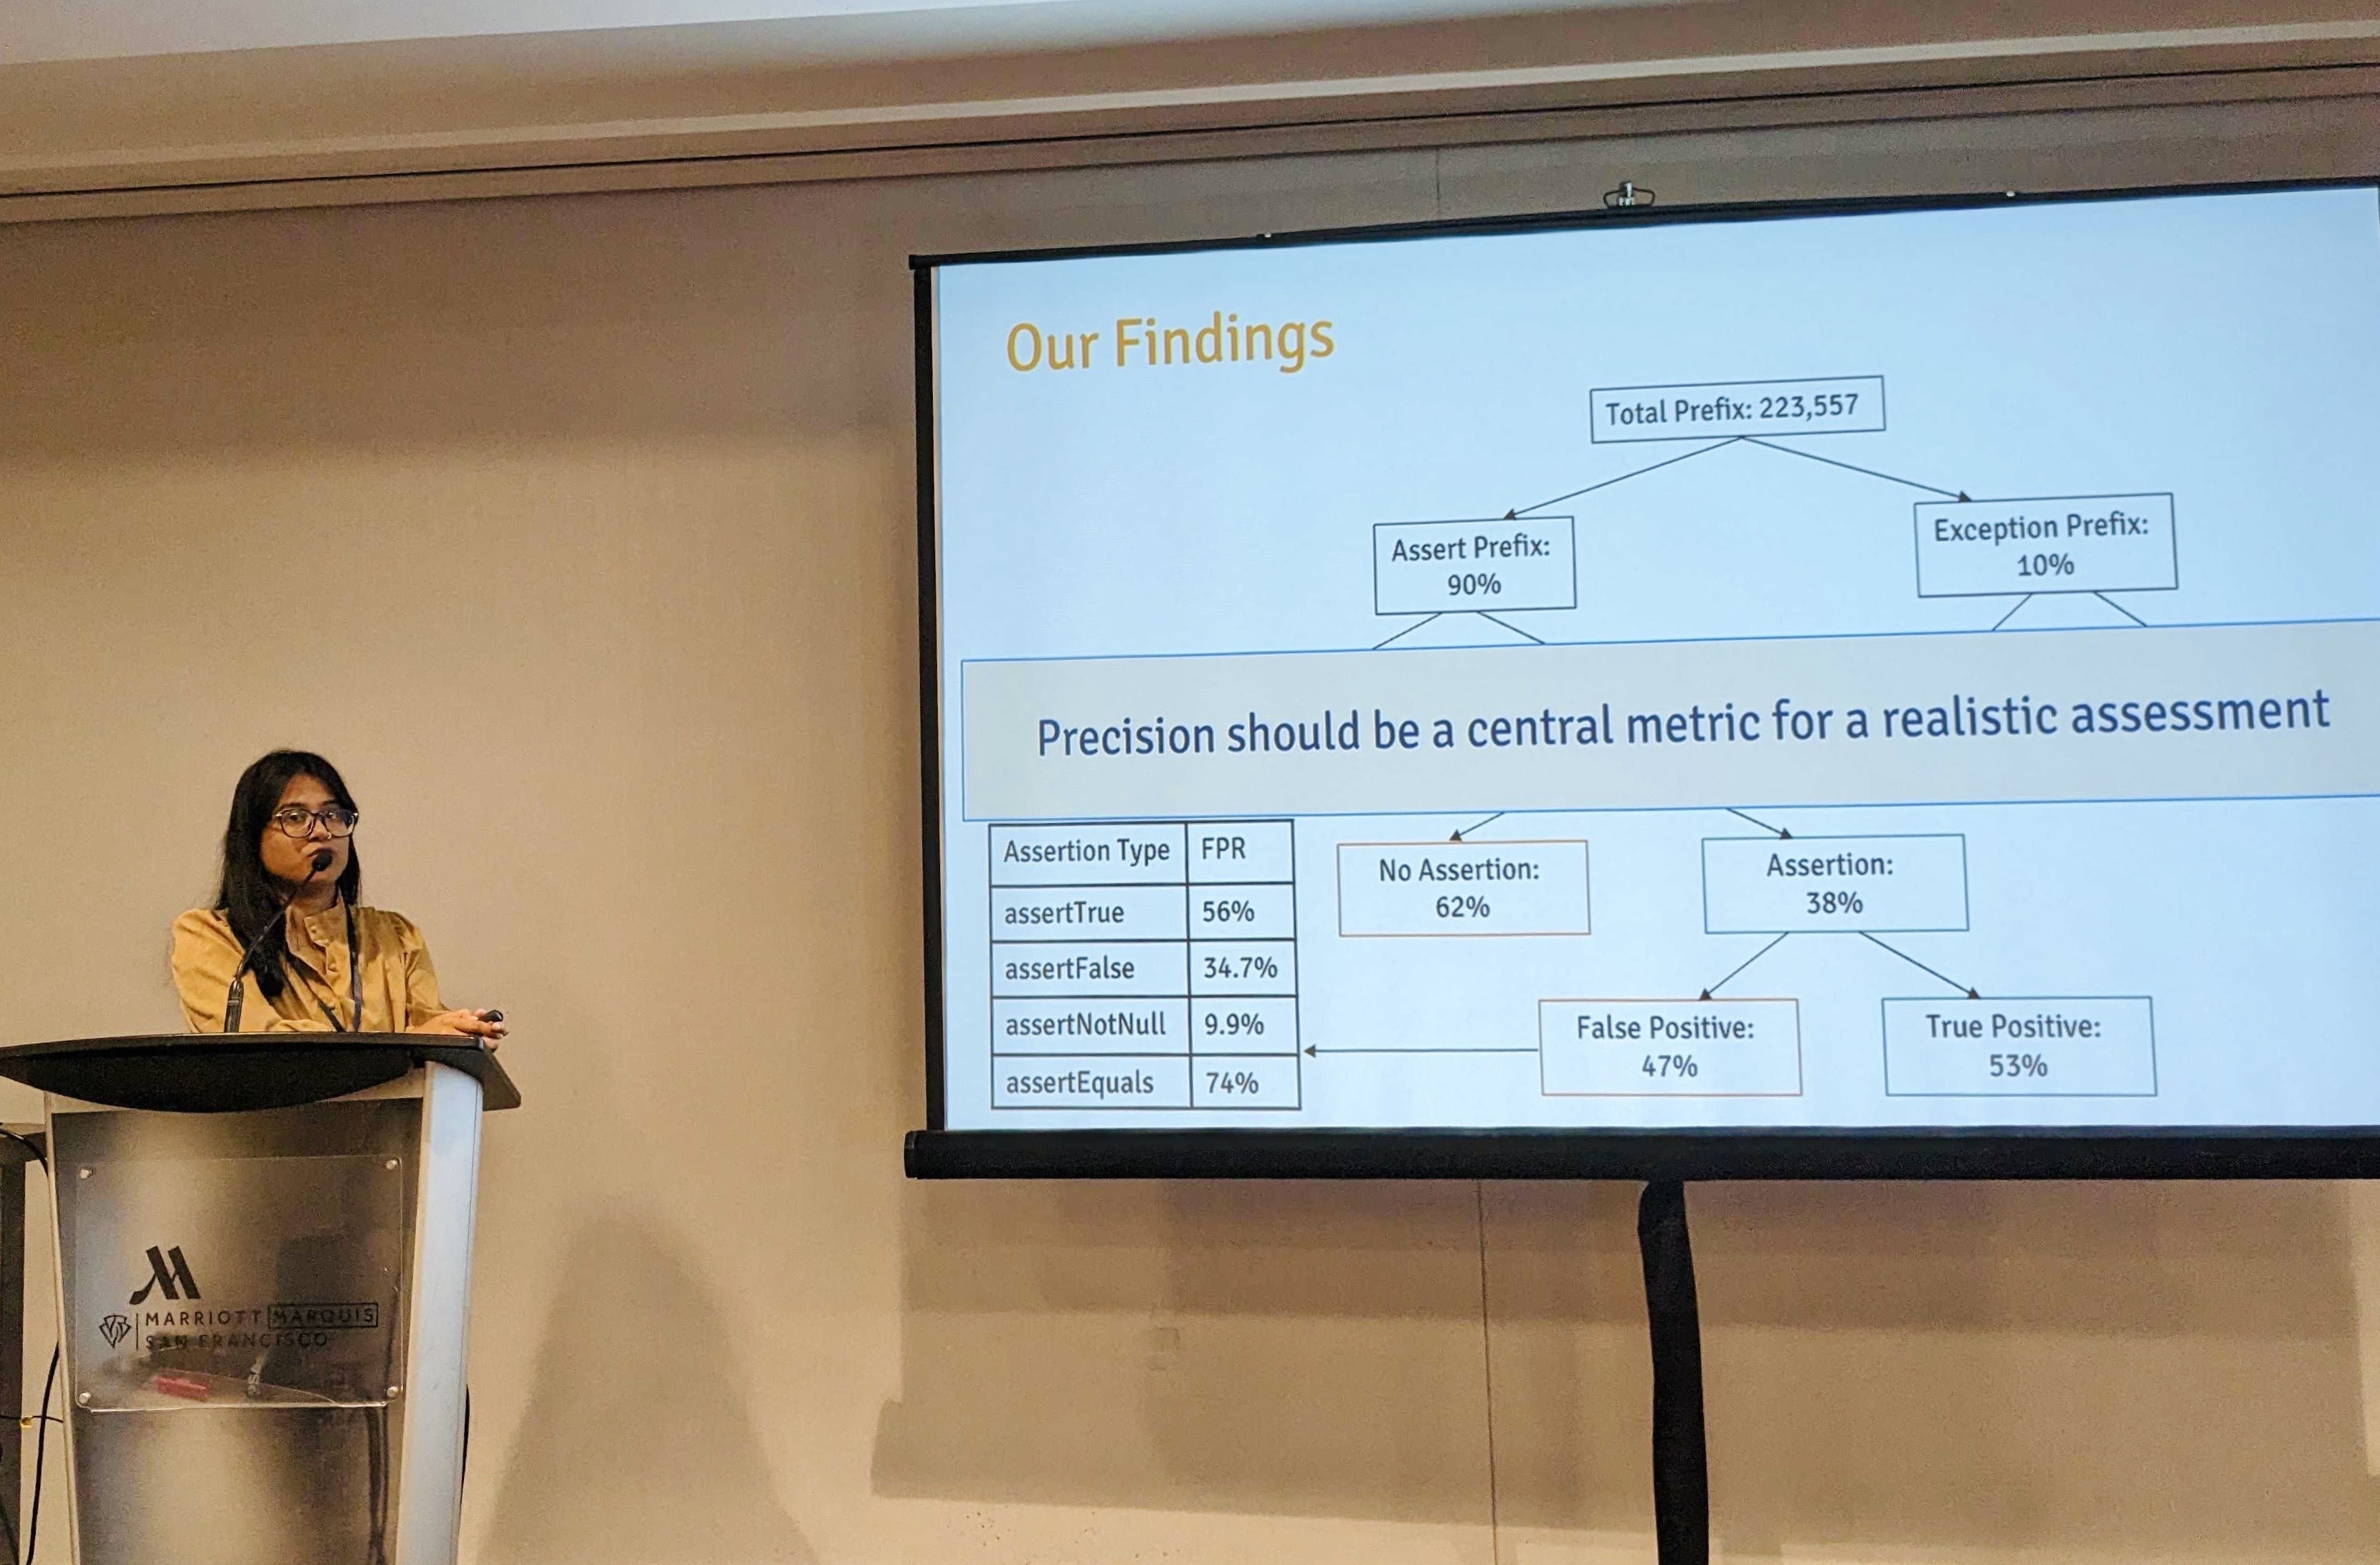 Our Findings
Total Prefix: 223,557
Assert Prefix:
90%
Exception Prefix:
10%
Precision should be a central metric for a realistic assessment
Assertion Type FPR
assertTrue 56%
assertFalse 34.7%
assertNotNull 9.9%
assertEquals 74%
No Assertion:
62%
Assertion:
38%
False Positive:
47%
True Positive:
53%
MARRIOTT MARQUIS
SAN FRANCISCO